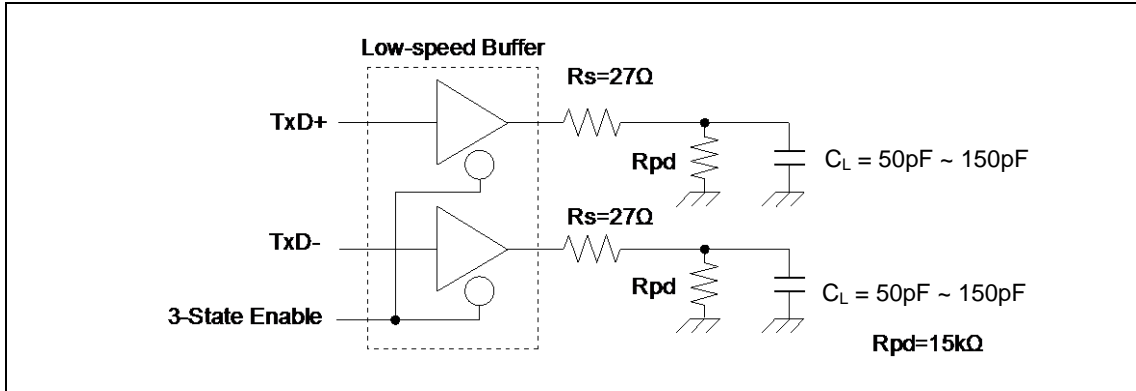 Low-speed Buffer
Rs=27Ω
TxD+
Rpd
CL = 50pF ~ 150pF
Rs=27Ω
TxD-
Rpd
CL = 50pF ~ 150pF
3-State Enable
Rpd=15kΩ